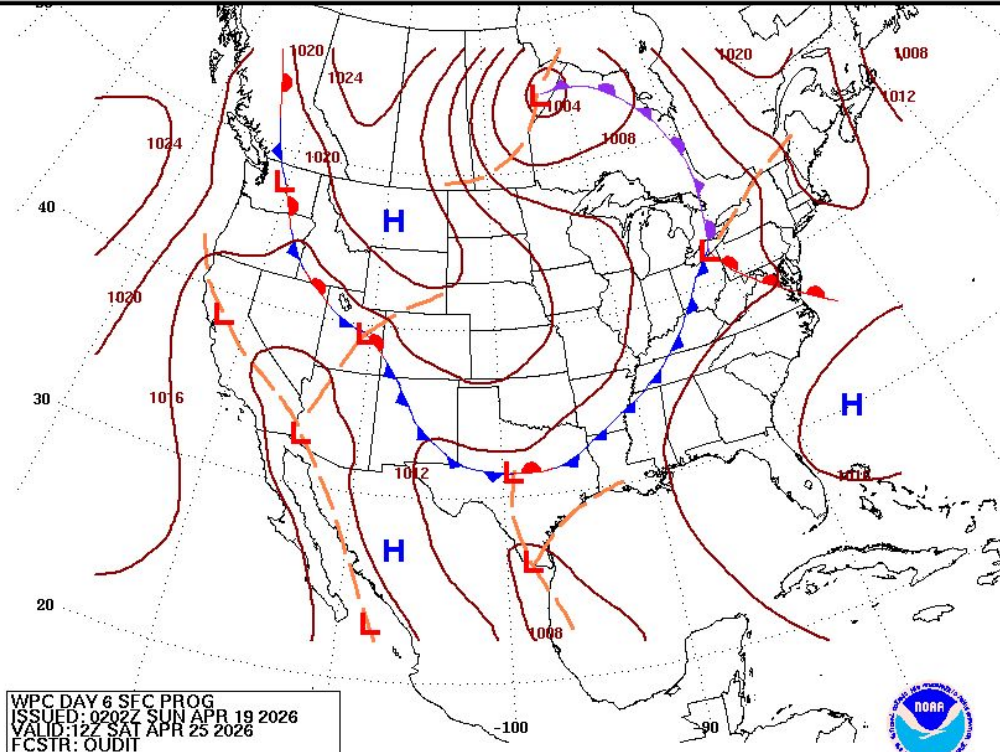 1020
1020
1008
1024
1012
1004
1024
1008
1020
40
H
L
L
L
1020
L
L
1016
30
H
L
1012
L
H
L
20
L
1008
WPC DAY 6 SFC PROG
ISSUED: 0202Z SUN APR 19 2026
VALID:12Z SAT APR 25 2026
FCSTR: OUDIT
-100
-90
NOAA